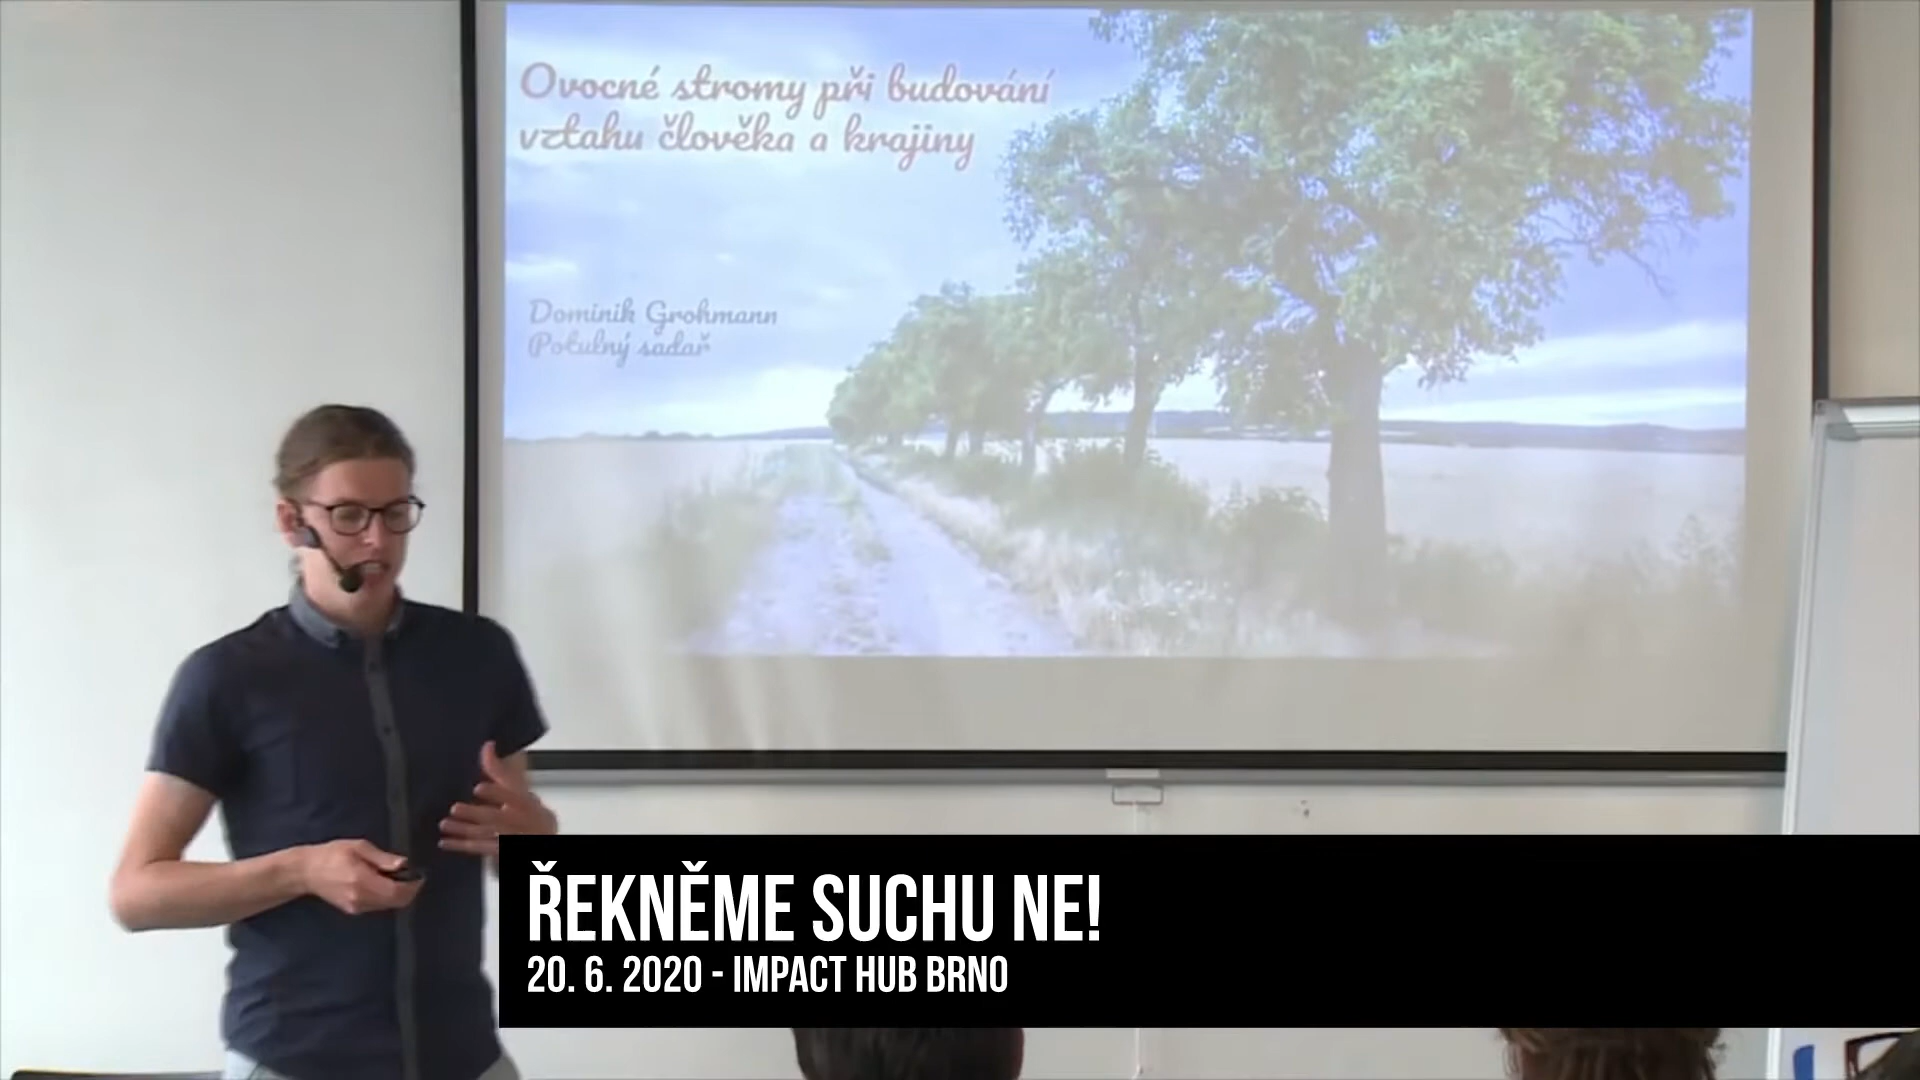 Ovocné stromy při budování
vztahu člověka a krajiny
Dominik Grohmann
Potulný sadař
ŘEKNĚME SUCHU NE!
20. 6. 2020 - IMPACT HUB BRNO